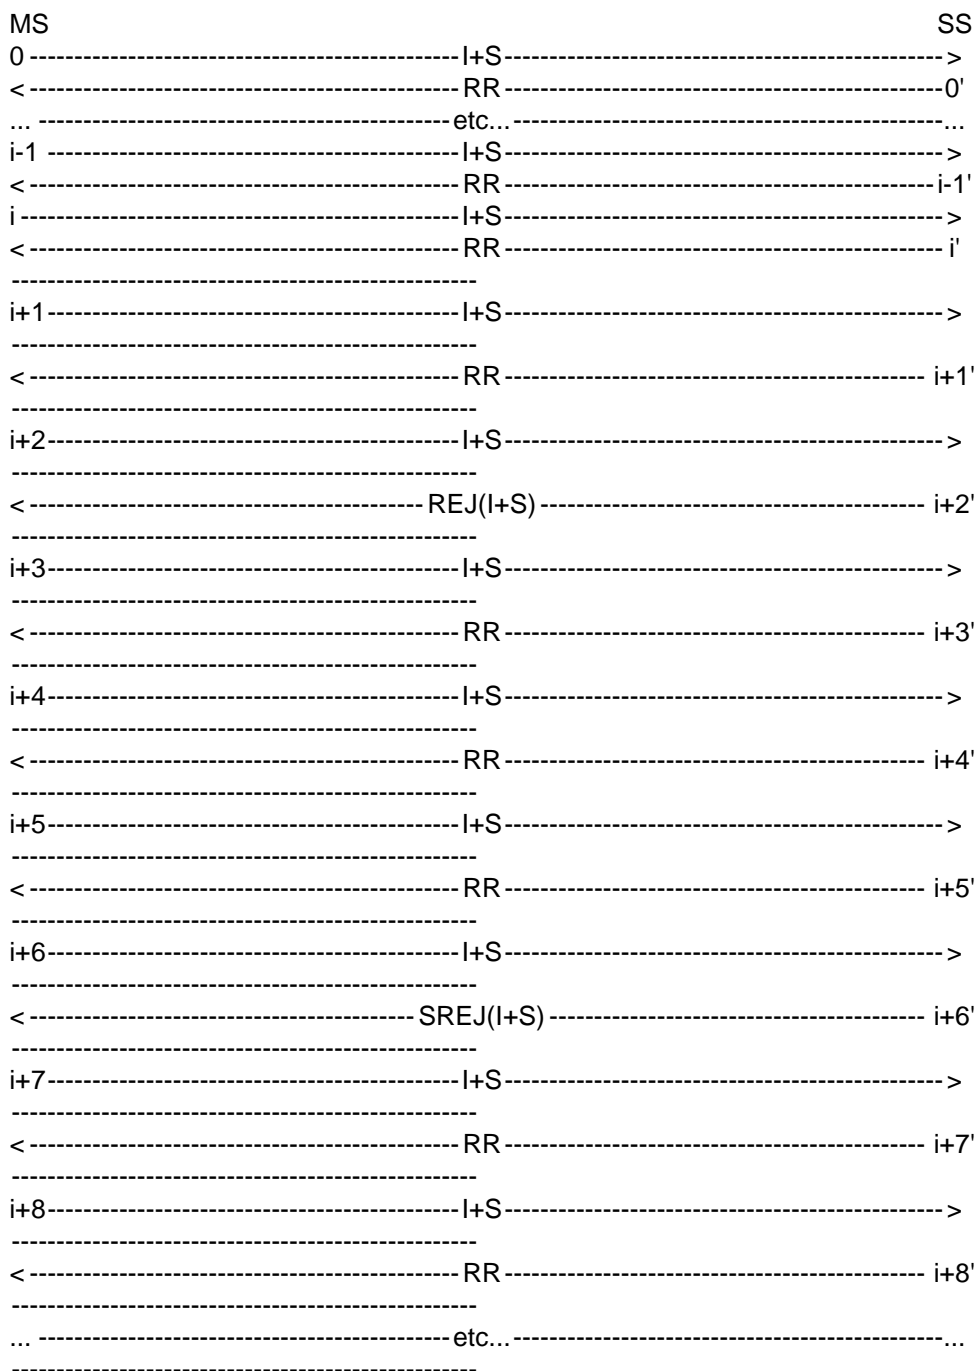 MS SS
0 ------------------------------------------------I+S------------------------------------------------->
< ------------------------------------------------ RR -------------------------------------------------0'
... ----------------------------------------------etc...------------------------------------------------...
i-1 ----------------------------------------------I+S------------------------------------------------->
< ------------------------------------------------ RR ------------------------------------------------i-1'
i -------------------------------------------------I+S------------------------------------------------->
< ------------------------------------------------ RR ------------------------------------------------- i'
----------------------------------------------------
i+1----------------------------------------------I+S------------------------------------------------->
----------------------------------------------------
< ------------------------------------------------ RR ----------------------------------------------- i+1'
----------------------------------------------------
i+2----------------------------------------------I+S------------------------------------------------->
----------------------------------------------------
< -------------------------------------------- REJ(I+S) ------------------------------------------- i+2'
----------------------------------------------------
i+3----------------------------------------------I+S------------------------------------------------->
----------------------------------------------------
< ------------------------------------------------ RR ----------------------------------------------- i+3'
----------------------------------------------------
i+4----------------------------------------------I+S------------------------------------------------->
----------------------------------------------------
< ------------------------------------------------ RR ----------------------------------------------- i+4'
----------------------------------------------------
i+5----------------------------------------------I+S------------------------------------------------->
----------------------------------------------------
< ------------------------------------------------ RR ----------------------------------------------- i+5'
----------------------------------------------------
i+6----------------------------------------------I+S------------------------------------------------->
----------------------------------------------------
< ------------------------------------------- SREJ(I+S) ------------------------------------------ i+6'
----------------------------------------------------
i+7----------------------------------------------I+S------------------------------------------------->
----------------------------------------------------
< ------------------------------------------------ RR ----------------------------------------------- i+7'
----------------------------------------------------
i+8----------------------------------------------I+S------------------------------------------------->
----------------------------------------------------
< ------------------------------------------------ RR ----------------------------------------------- i+8'
----------------------------------------------------
... ----------------------------------------------etc...------------------------------------------------...
----------------------------------------------------